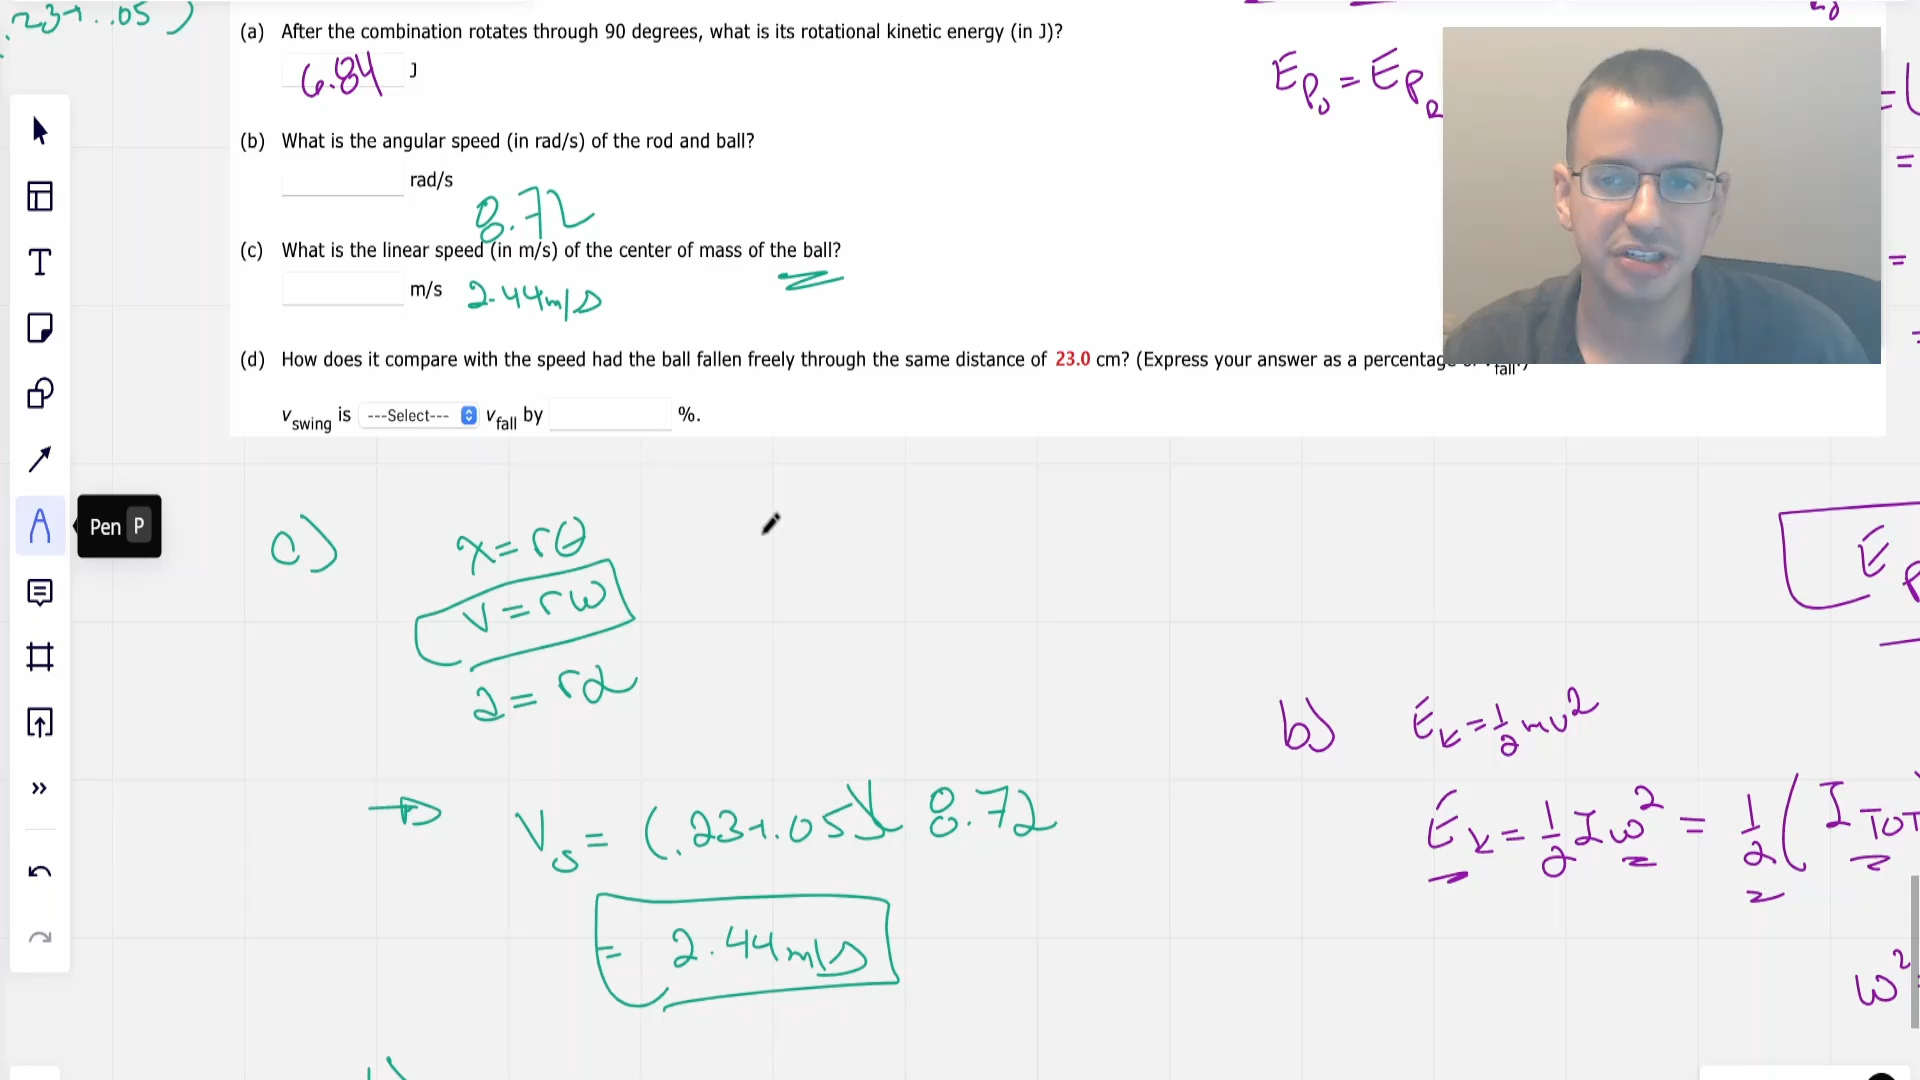 .23+.05)
(a) After the combination rotates through 90 degrees, what is its rotational kinetic energy (in J)?
6.84 J
(b) What is the angular speed (in rad/s) of the rod and ball?
rad/s
8.72
(c) What is the linear speed (in m/s) of the center of mass of the ball?
m/s 2.44m/s
(d) How does it compare with the speed had the ball fallen freely through the same distance of 23.0 cm? (Express your answer as a percentage fall.)
vswing is ---Select--- vfall by %.
EP0 = EPR
=
=
=
Pen P
c) x = rθ
v = rω
a = rα
→ Vs = (.23+.05) 8.72
= 2.44m/s
EP
b) Ek = 1/2 mv²
Ek = 1/2 Iω² = 1/2 (ITOT
ω²